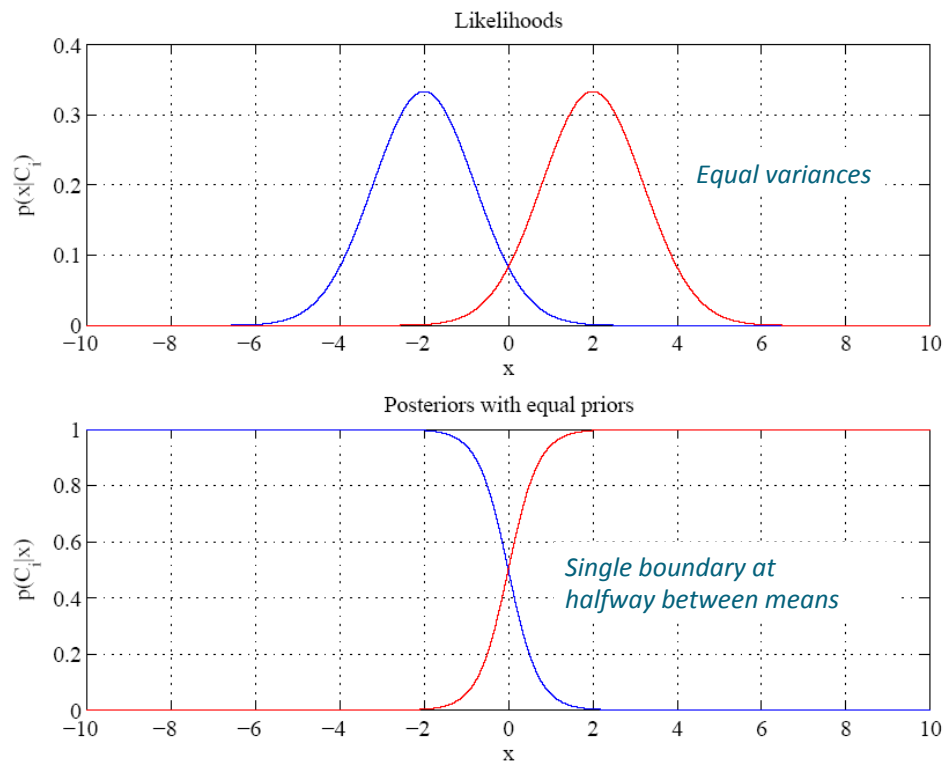 Likelihoods
0.4
0.3
0.2
0.1
0
p(x|C_i)
Equal variances
−10 −8 −6 −4 −2 0 2 4 6 8 10
x
Posteriors with equal priors
1
0.8
0.6
0.4
0.2
0
p(C_i|x)
Single boundary at
halfway between means
−10 −8 −6 −4 −2 0 2 4 6 8 10
x